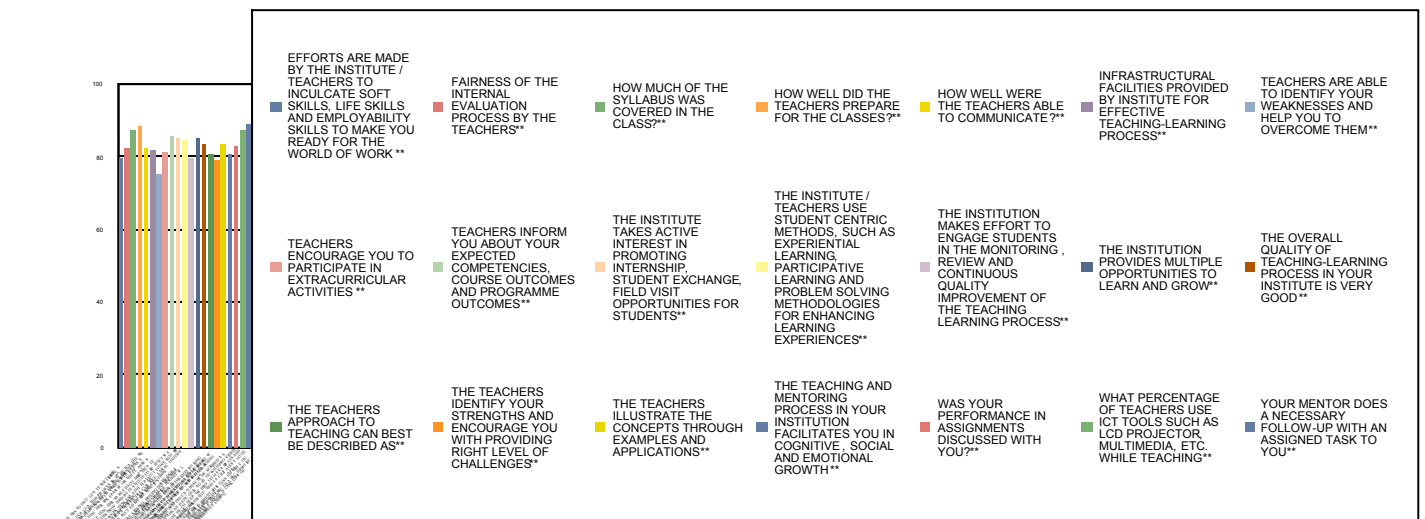 100
80
60
40
20
0
EFFORTS ARE MADE
BY THE INSTITUTE /
TEACHERS TO
INCULCATE SOFT
SKILLS, LIFE SKILLS
AND EMPLOYABILITY
SKILLS TO MAKE YOU
READY FOR THE
WORLD OF WORK **
FAIRNESS OF THE
INTERNAL
EVALUATION
PROCESS BY THE
TEACHERS**
HOW MUCH OF THE
SYLLABUS WAS
COVERED IN THE
CLASS?**
HOW WELL DID THE
TEACHERS PREPARE
FOR THE CLASSES?**
HOW WELL WERE
THE TEACHERS ABLE
TO COMMUNICATE?**
INFRASTRUCTURAL
FACILITIES PROVIDED
BY INSTITUTE FOR
EFFECTIVE
TEACHING-LEARNING
PROCESS**
TEACHERS ARE ABLE
TO IDENTIFY YOUR
WEAKNESSES AND
HELP YOU TO
OVERCOME THEM**
TEACHERS
ENCOURAGE YOU TO
PARTICIPATE IN
EXTRACURRICULAR
ACTIVITIES **
TEACHERS INFORM
YOU ABOUT YOUR
EXPECTED
COMPETENCIES,
COURSE OUTCOMES
AND PROGRAMME
OUTCOMES**
THE INSTITUTE
TAKES ACTIVE
INTEREST IN
PROMOTING
INTERNSHIP,
STUDENT EXCHANGE,
FIELD VISIT
OPPORTUNITIES FOR
STUDENTS**
THE INSTITUTE /
TEACHERS USE
STUDENT CENTRIC
METHODS, SUCH AS
EXPERIENTIAL
LEARNING,
PARTICIPATIVE
LEARNING AND
PROBLEM SOLVING
METHODOLOGIES
FOR ENHANCING
LEARNING
EXPERIENCES**
THE INSTITUTION
MAKES EFFORT TO
ENGAGE STUDENTS
IN THE MONITORING ,
REVIEW AND
CONTINUOUS
QUALITY
IMPROVEMENT OF
THE TEACHING
LEARNING PROCESS**
THE INSTITUTION
PROVIDES MULTIPLE
OPPORTUNITIES TO
LEARN AND GROW**
THE OVERALL
QUALITY OF
TEACHING-LEARNING
PROCESS IN YOUR
INSTITUTE IS VERY
GOOD**
THE TEACHERS
APPROACH TO
TEACHING CAN BEST
BE DESCRIBED AS**
THE TEACHERS
IDENTIFY YOUR
STRENGTHS AND
ENCOURAGE YOU
WITH PROVIDING
RIGHT LEVEL OF
CHALLENGES**
THE TEACHERS
ILLUSTRATE THE
CONCEPTS THROUGH
EXAMPLES AND
APPLICATIONS**
THE TEACHING AND
MENTORING
PROCESS IN YOUR
INSTITUTION
FACILITATES YOU IN
COGNITIVE , SOCIAL
AND EMOTIONAL
GROWTH**
WAS YOUR
PERFORMANCE IN
ASSIGNMENTS
DISCUSSED WITH
YOU?**
WHAT PERCENTAGE
OF TEACHERS USE
ICT TOOLS SUCH AS
LCD PROJECTOR,
MULTIMEDIA, ETC.
WHILE TEACHING**
YOUR MENTOR DOES
A NECESSARY
FOLLOW-UP WITH AN
ASSIGNED TASK TO
YOU**